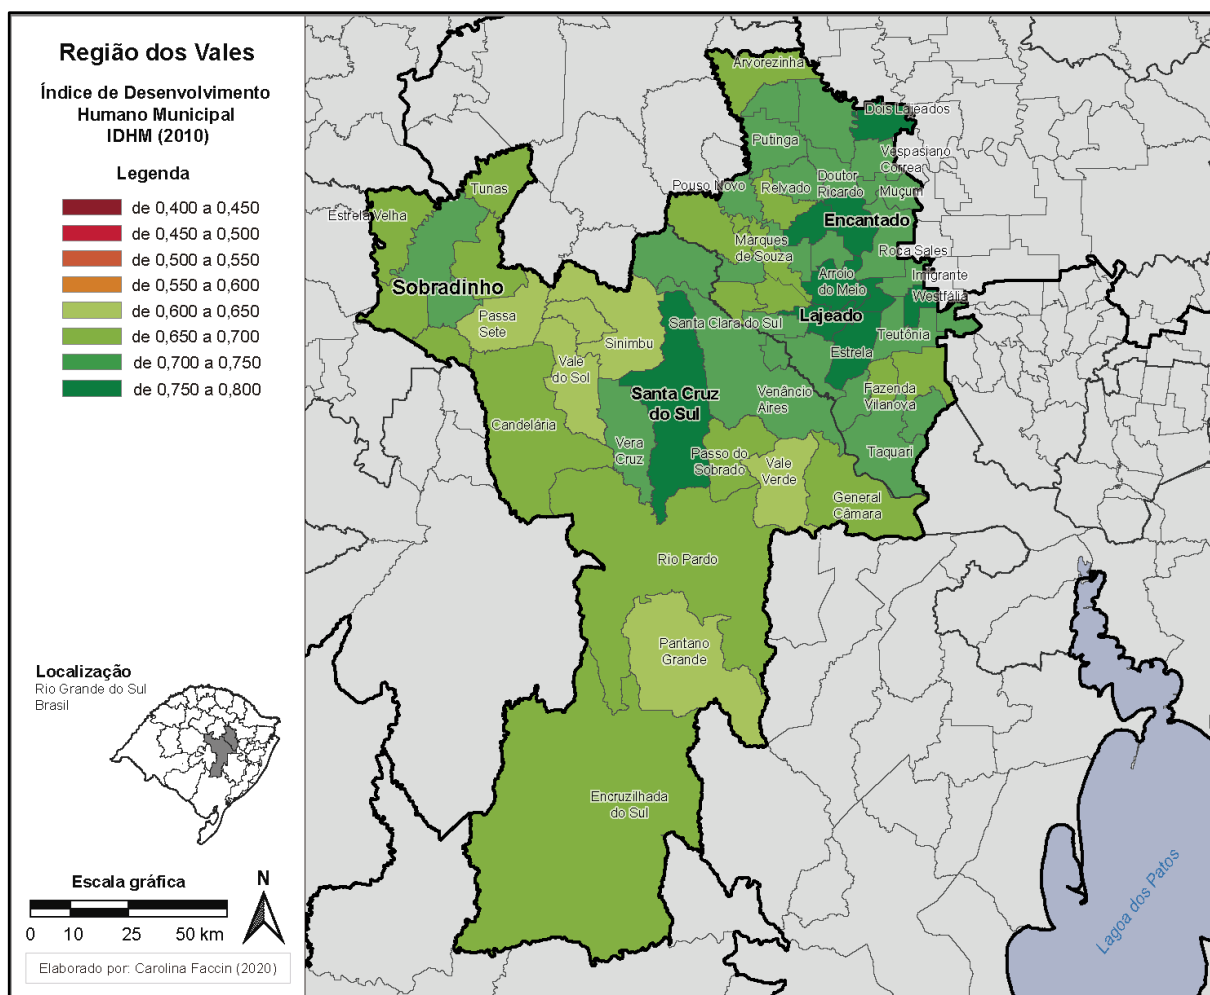 Região dos Vales
Índice de Desenvolvimento
Humano Municipal
IDHM (2010)
Legenda
de 0,400 a 0,450
de 0,450 a 0,500
de 0,500 a 0,550
de 0,550 a 0,600
de 0,600 a 0,650
de 0,650 a 0,700
de 0,700 a 0,750
de 0,750 a 0,800
Localização
Rio Grande do Sul
Brasil
Escala gráfica
N
0 10 25 50 km
Elaborado por: Carolina Faccin (2020)
Arvorezinha
Dois Lajeados
Putinga
Vespasiano
Correa
Tunas
Pouso Novo
Relvado
Doutor
Ricardo
Muçum
Estrela Velha
Encantado
Marques
de Souza
Roca Sales
Sobradinho
Arroio
do Meio
Imigrante
Westfália
Passa
Sete
Santa Clara do Sul
Lajeado
Teutônia
Sinimbu
Estrela
Vale
do Sol
Santa Cruz
do Sul
Venâncio
Aires
Fazenda
Vilanova
Candelária
Vera
Cruz
Passo do
Sobrado
Vale
Verde
Taquari
General
Câmara
Rio Pardo
Pantano
Grande
Encruzilhada
do Sul
Lagoa dos Patos